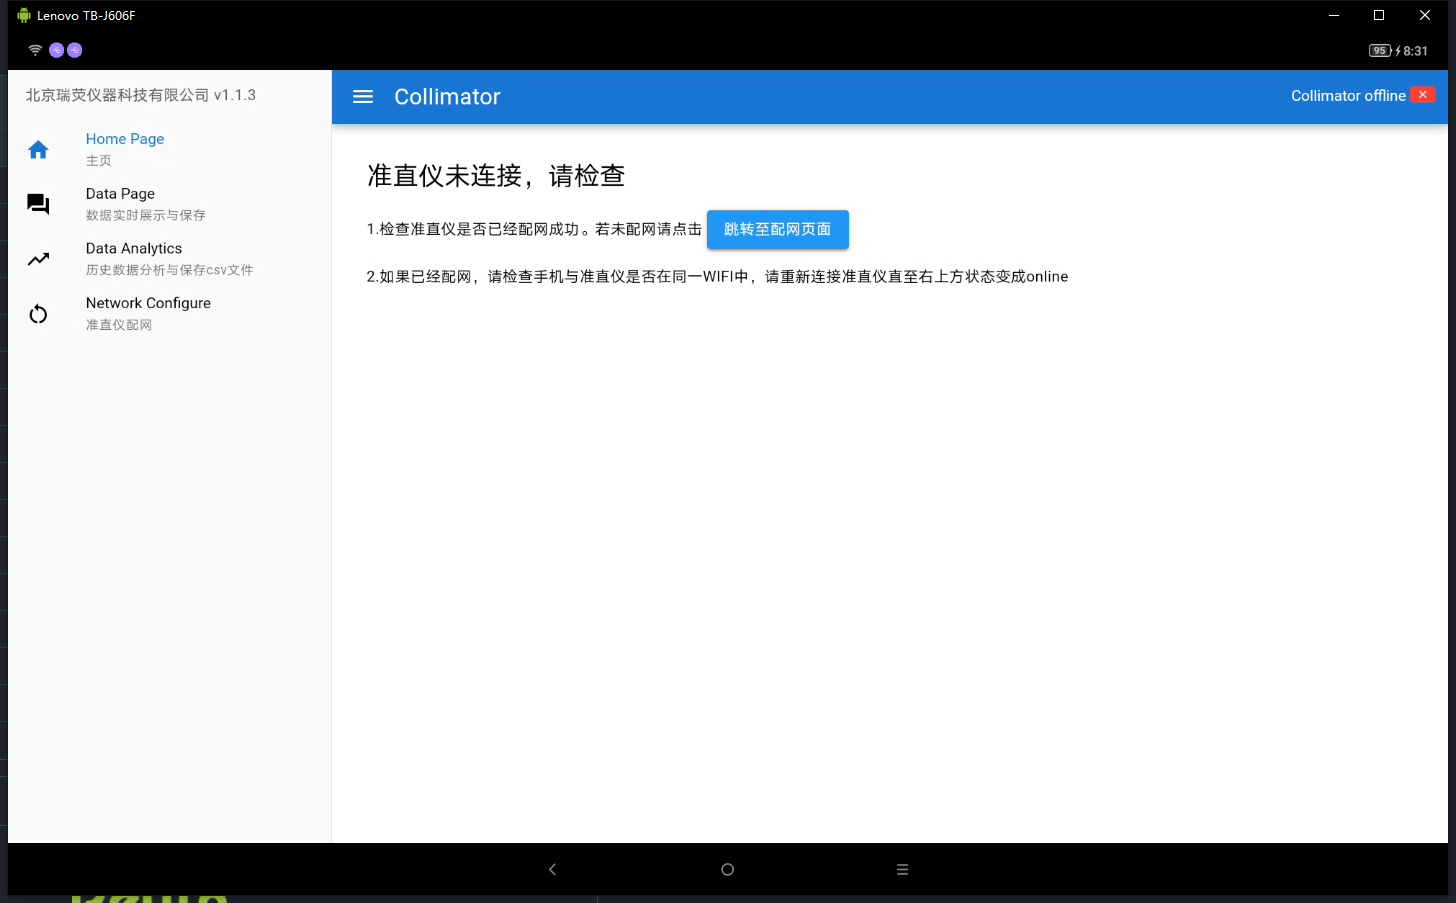 Lenovo TB-J606F
95
8:31
北京瑞荧仪器科技有限公司 v1.1.3
Collimator
Collimator offline
Home Page
主页
Data Page
数据实时展示与保存
Data Analytics
历史数据分析与保存csv文件
Network Configure
准直仪配网
准直仪未连接，请检查
1.检查准直仪是否已经配网成功。若未配网请点击 跳转至配网页面
2.如果已经配网，请检查手机与准直仪是否在同一WIFI中，请重新连接准直仪直至右上方状态变成online